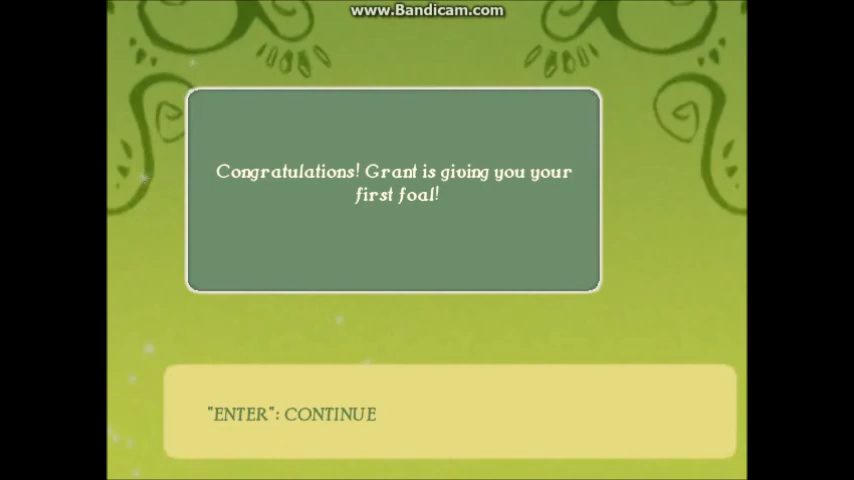 www.Bandicam.com
Congratulations! Grant is giving you your
first foal!
"ENTER": CONTINUE